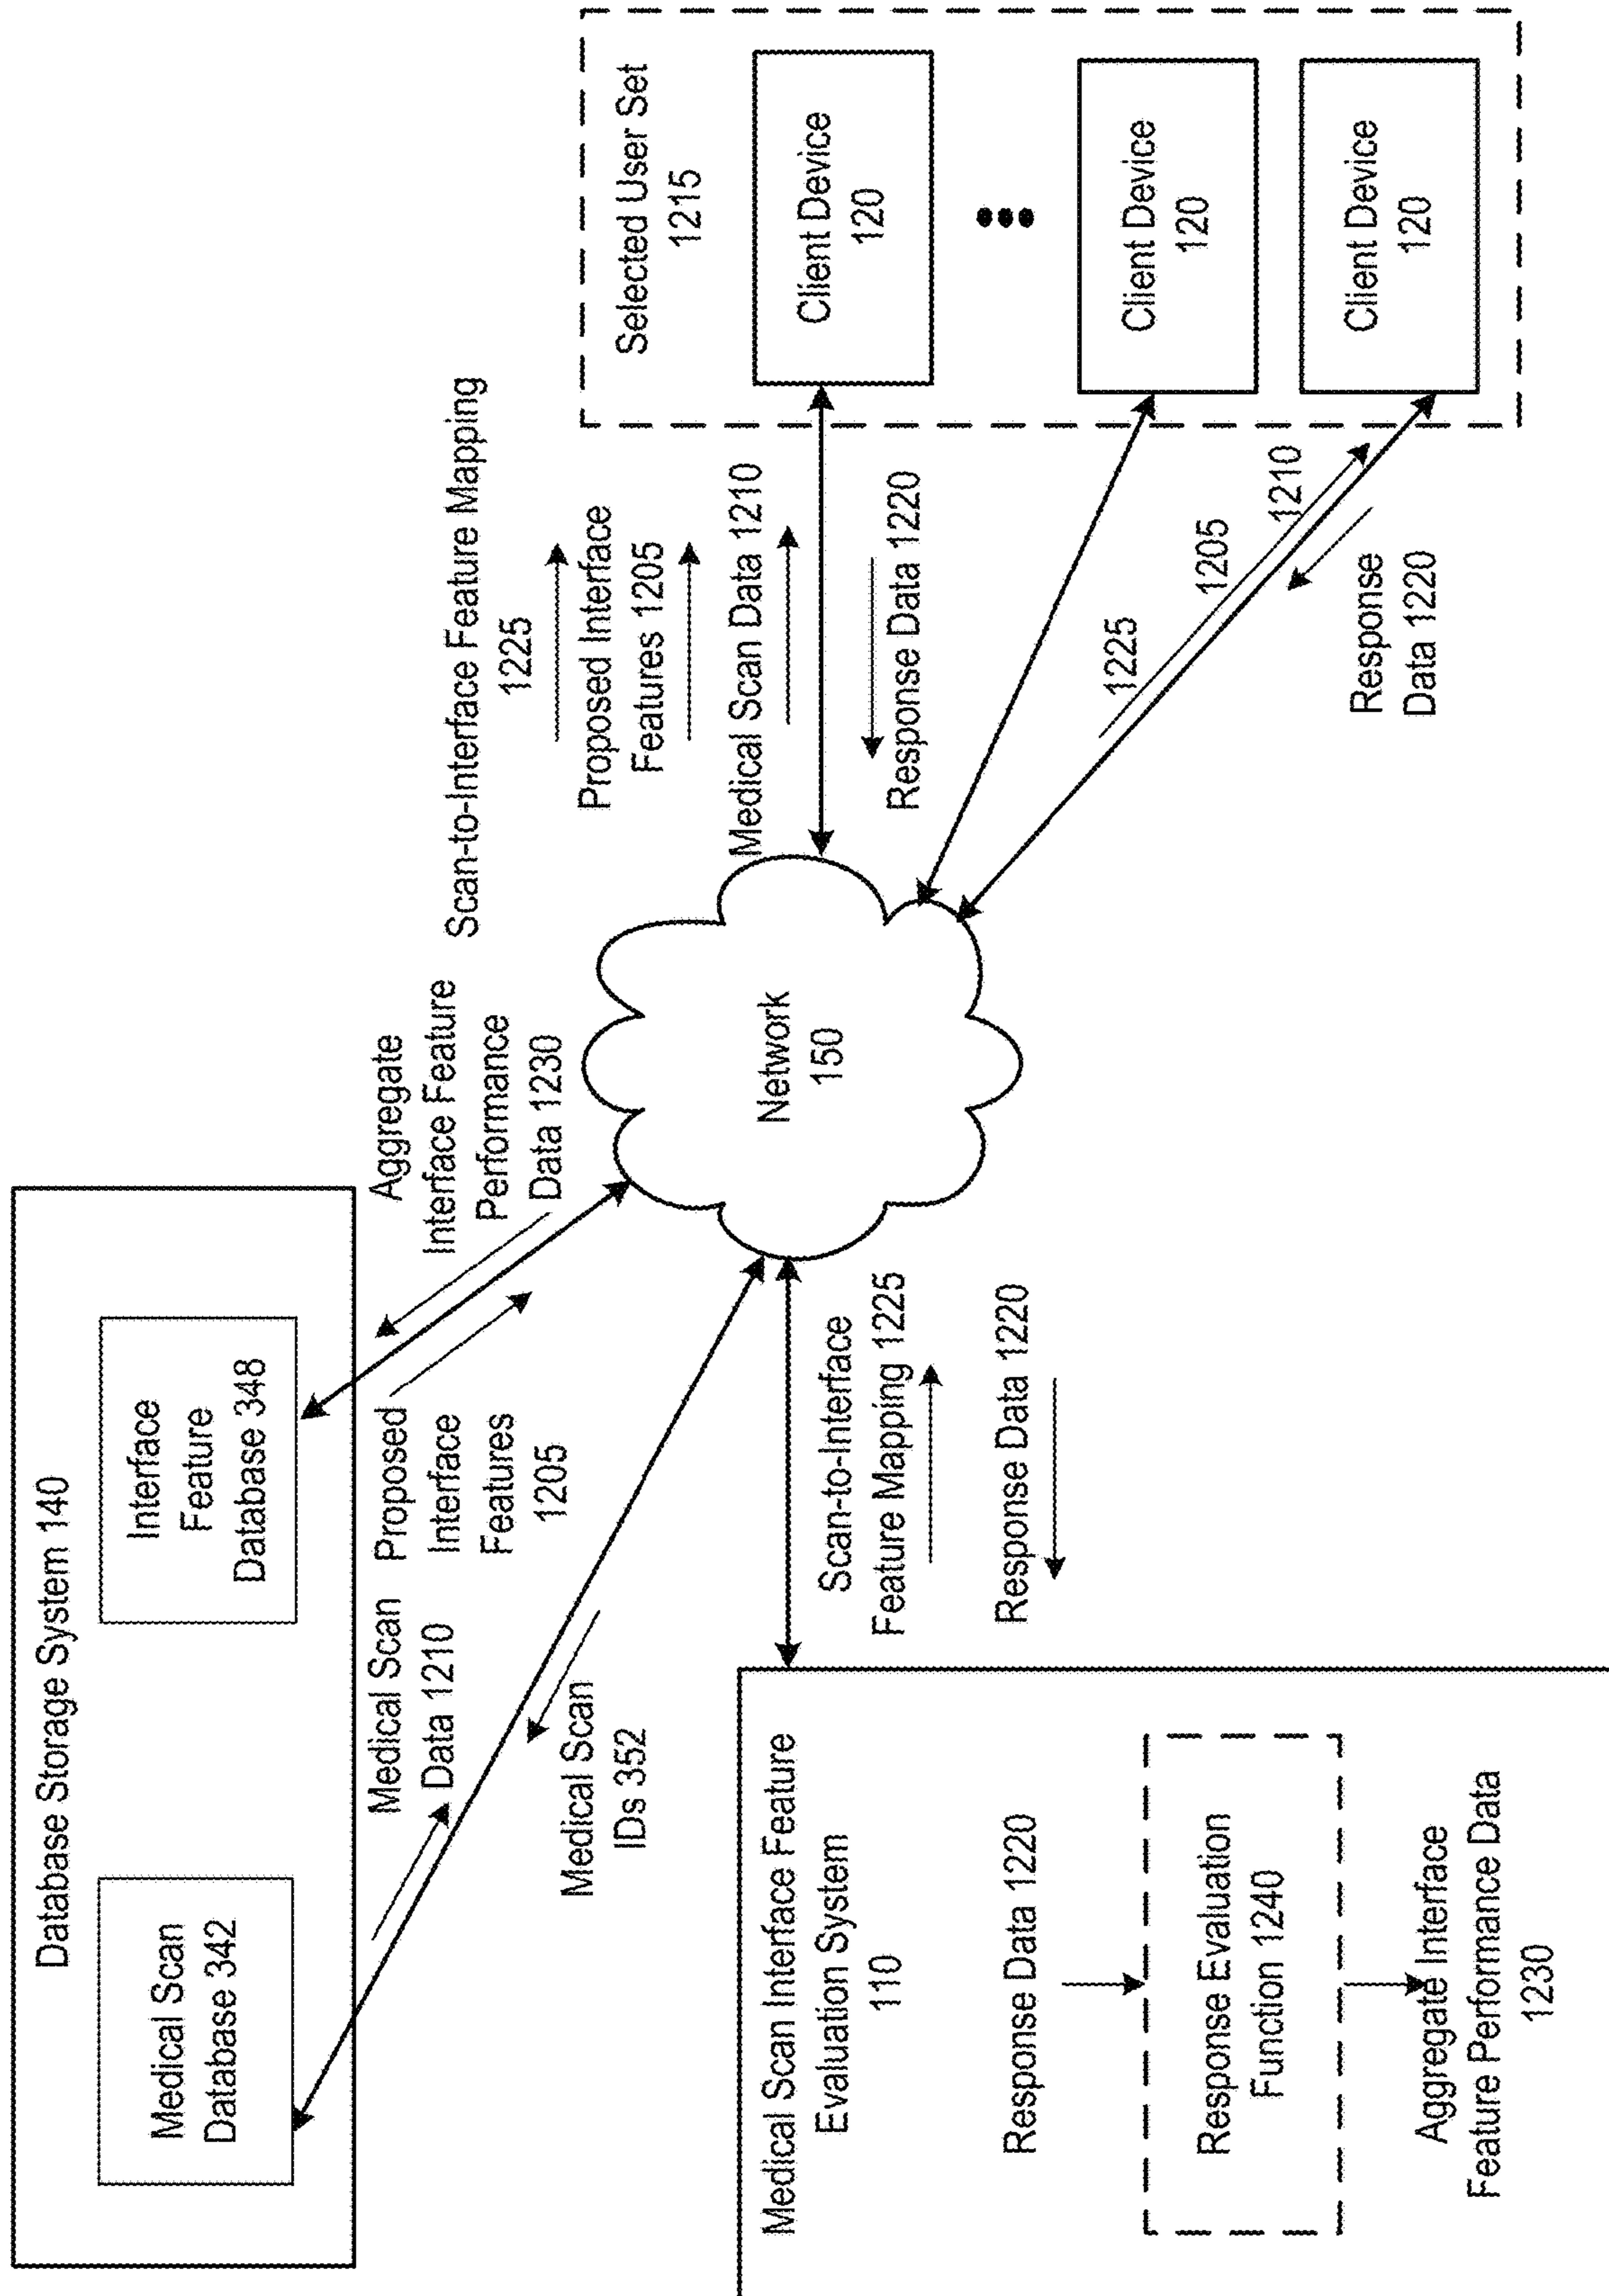 Database Storage System 140
Medical Scan
Database 342
Interface
Feature
Database 348
Medical Scan
Data 1210
Proposed
Interface
Features
1205
Aggregate
Interface Feature
Performance
Data 1230
Medical Scan
IDs 352
Scan-to-Interface Feature Mapping
1225
Proposed Interface
Features 1205
Medical Scan Data 1210
Response Data 1220
Selected User Set
1215
Client Device
120
Client Device
120
Client Device
120
Network
150
1225
1205
1210
Response
Data 1220
Scan-to-Interface
Feature Mapping 1225
Response Data 1220
Medical Scan Interface Feature
Evaluation System
110
Response Data 1220
Response Evaluation
Function 1240
Aggregate Interface
Feature Performance Data
1230